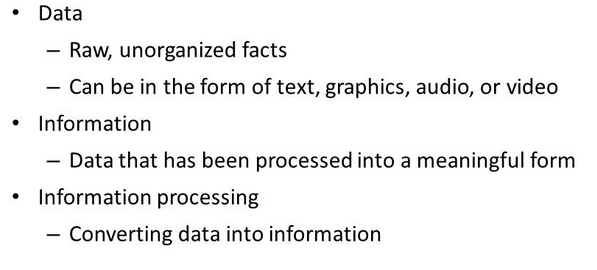 • Data
– Raw, unorganized facts
– Can be in the form of text, graphics, audio, or video
• Information
– Data that has been processed into a meaningful form
• Information processing
– Converting data into information